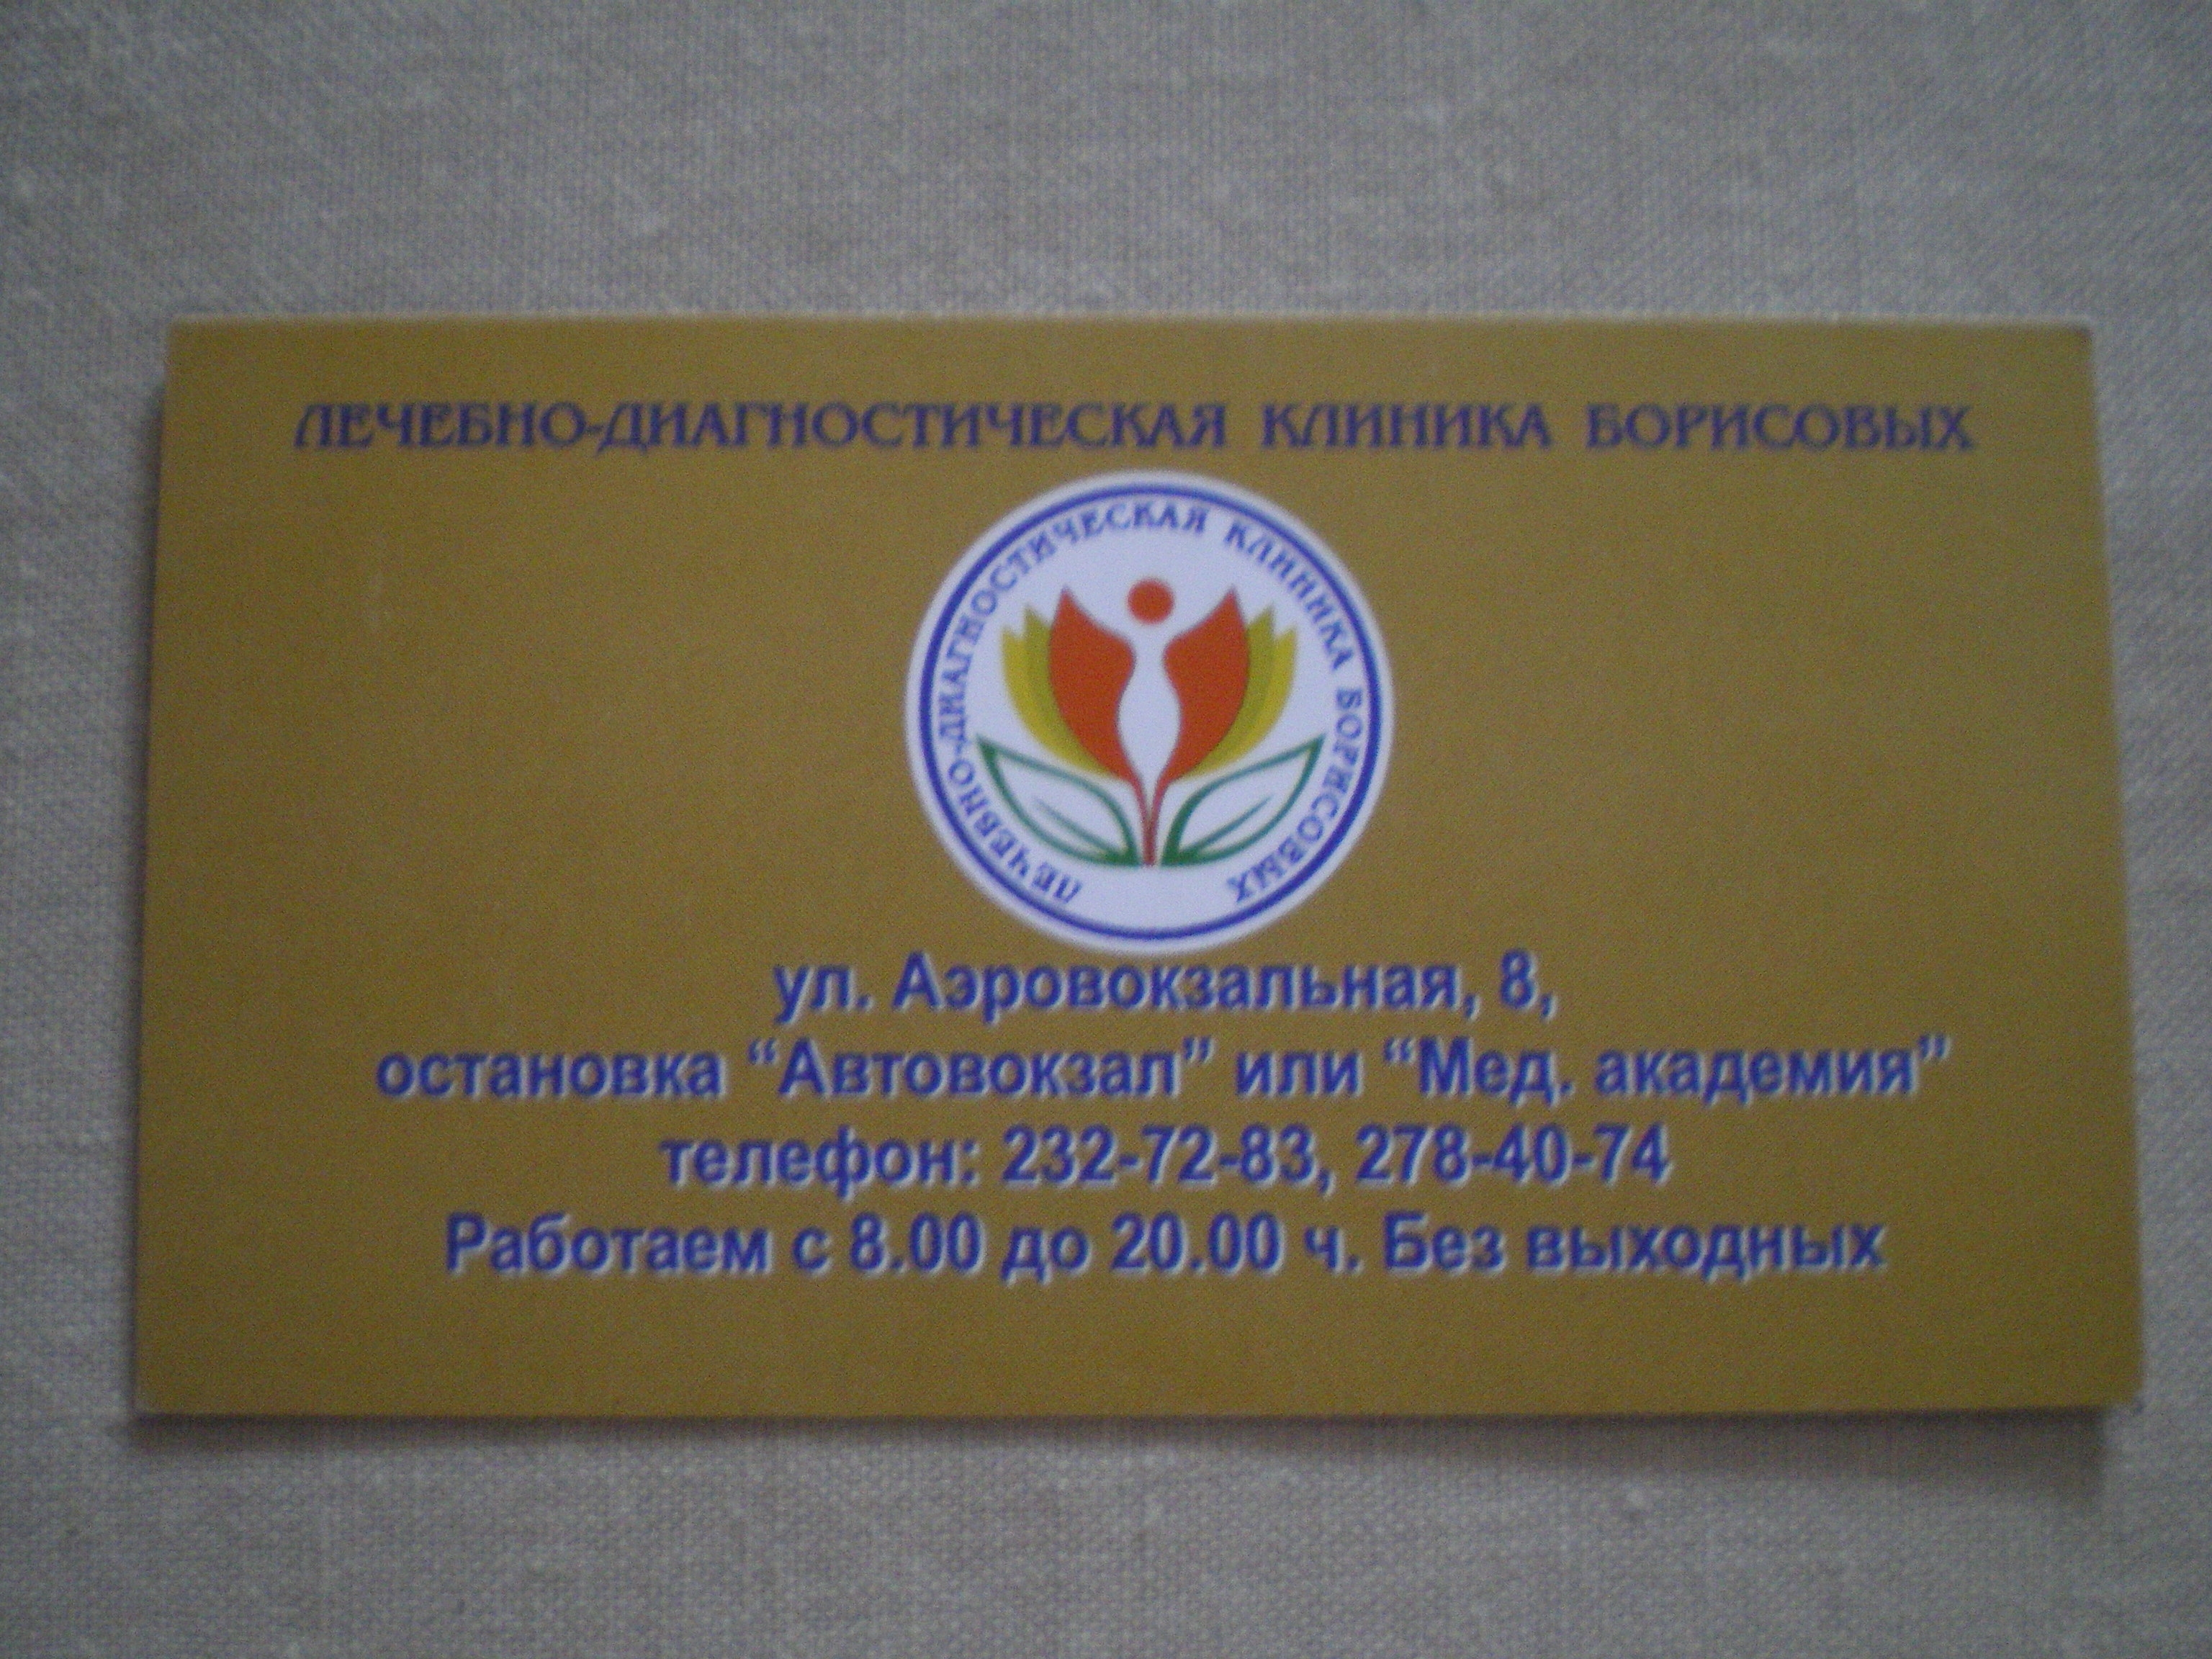 ЛЕЧЕБНО-ДИАГНОСТИЧЕСКАЯ КЛИНИКА БОРИСОВЫХ
ЛЕЧЕБНО-ДИАГНОСТИЧЕСКАЯ КЛИНИКА БОРИСОВЫХ
ул. Аэровокзальная, 8,
остановка “Автовокзал” или “Мед. академия”
телефон: 232-72-83, 278-40-74
Работаем с 8.00 до 20.00 ч. Без выходных